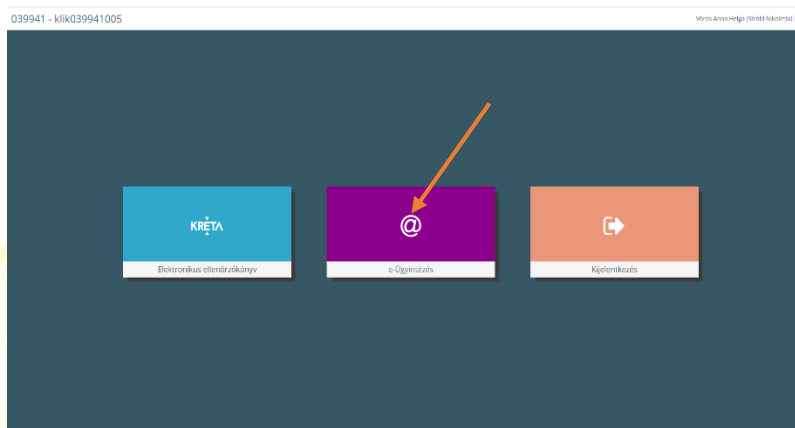 039941 - klik039941005
Vörös Anna Helga (Ströbl Nikoletta)
KRÉTA
@
Elektronikus ellenőrzőkönyv
e-Ügyintézés
Kijelentkezés